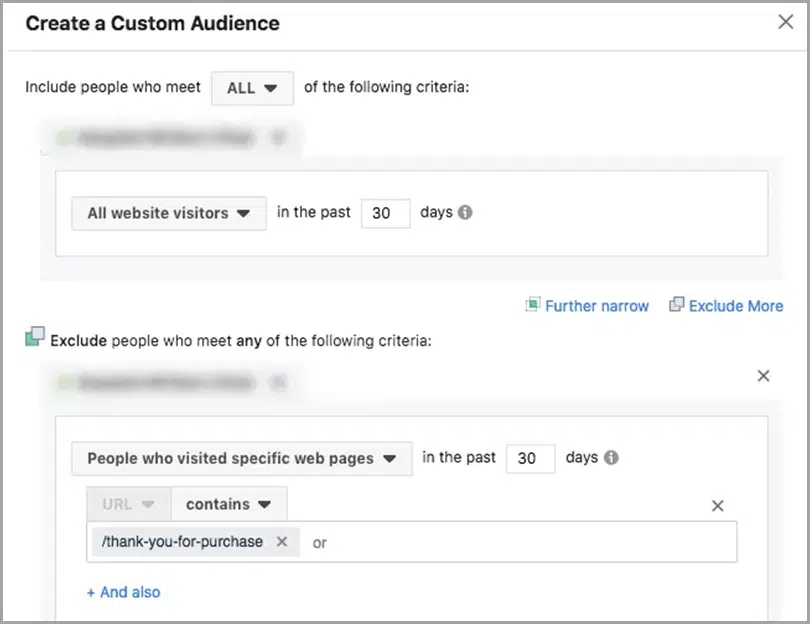 Create a Custom Audience
Include people who meet ALL of the following criteria:
All website visitors in the past 30 days
Further narrow Exclude More
Exclude people who meet any of the following criteria:
People who visited specific web pages in the past 30 days
URL contains
/thank-you-for-purchase or
+ And also